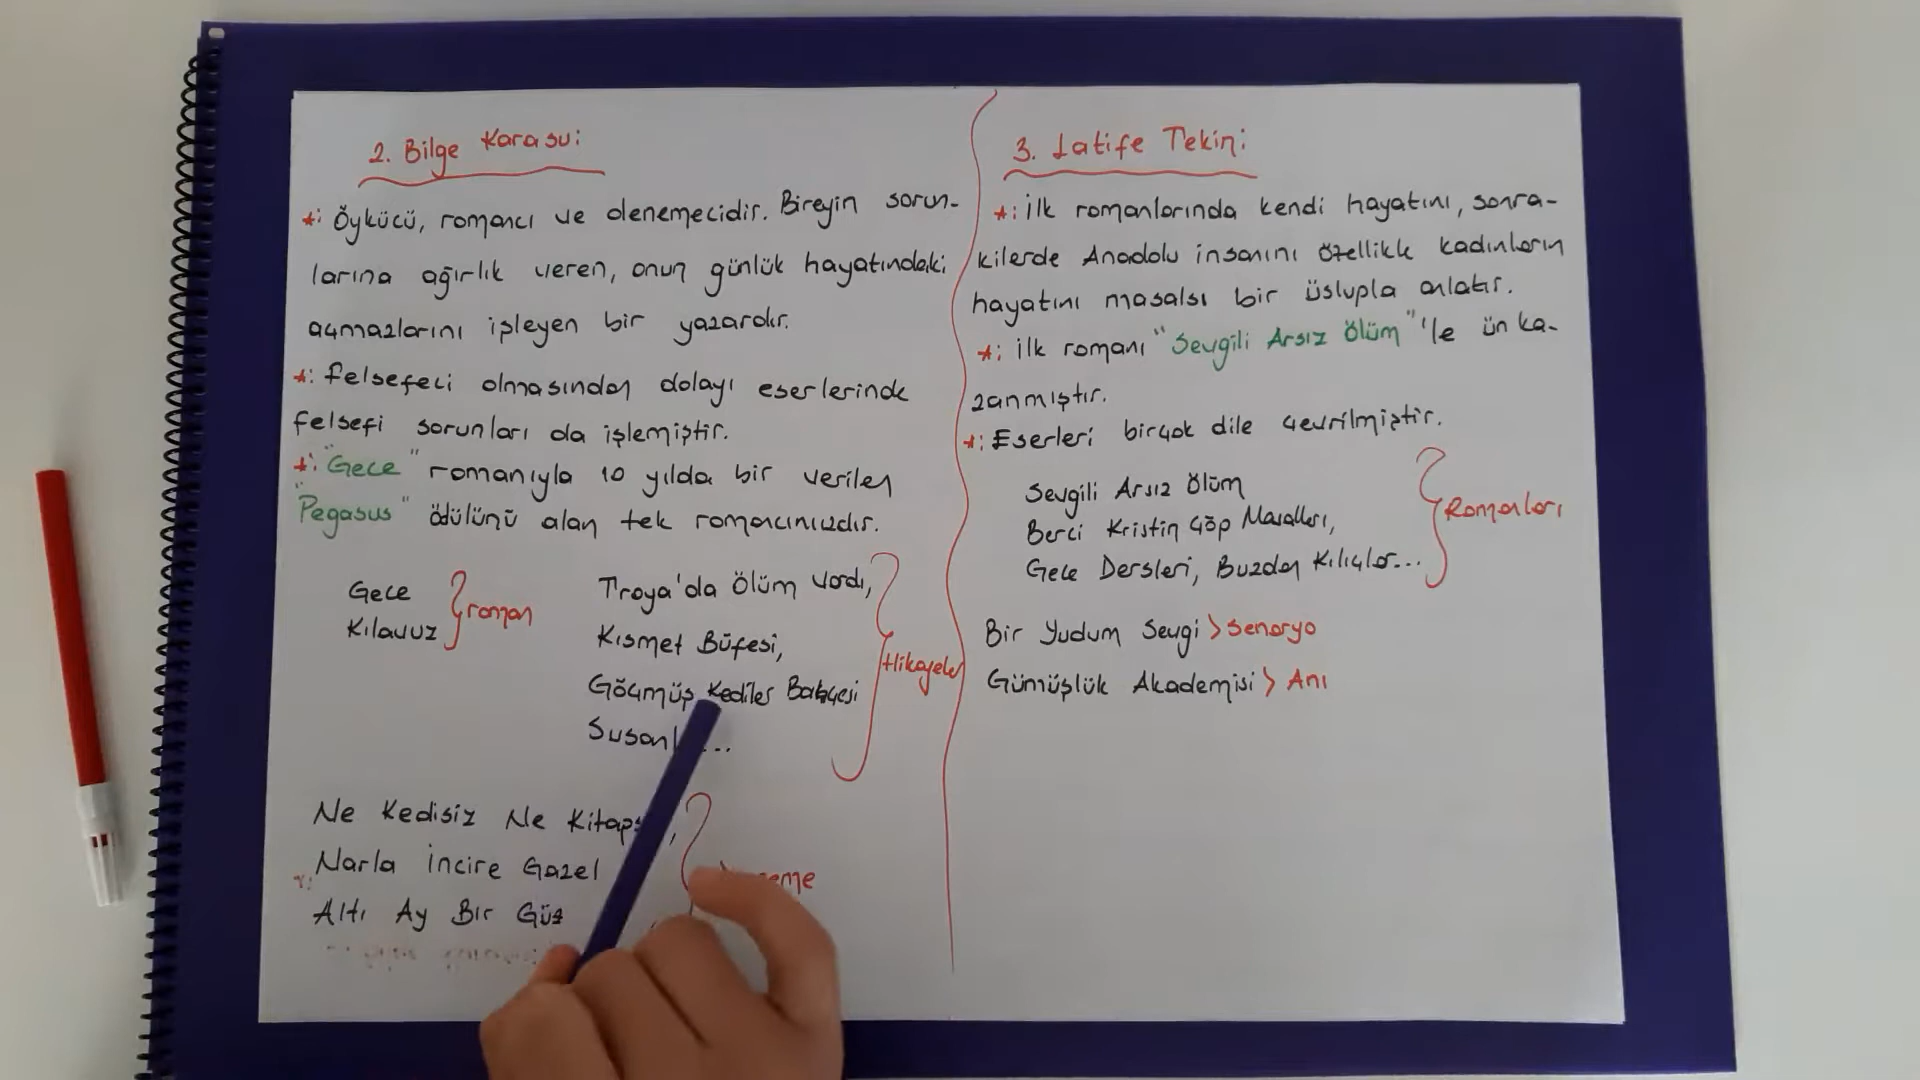 2. Bilge Karasu:
*: Öykücü, romancı ve denemecidir. Bireyin sorun-
larına ağırlık veren, onun günlük hayatındaki
açmazlarını işleyen bir yazardır.
*: felsefeci olmasından dolayı eserlerinde
felsefi sorunları da işlemiştir.
*: "Gece" romanıyla 10 yılda bir verilen
"Pegasus" ödülünü alan tek romancımızdır.
Gece
Kılavuz
roman
Troya'da Ölüm Vardı,
Kısmet Büfesi,
Göçmüş Kediler Bahçesi
...
Hikayeler
Ne Kedisiz Ne
Narla İncire Gazel
Altı Ay Bir Güz
3. Latife Tekin:
*: İlk romanlarında kendi hayatını, sonra-
kilerde Anadolu insanını özellikle kadınların
hayatını masalsı bir üslupla anlatır.
*: İlk romanı "Sevgili Arsız Ölüm"'le ün ka-
zanmıştır.
*: Eserleri birçok dile çevrilmiştir.
Sevgili Arsız Ölüm
Berci Kristin Çöp Masalları,
Gece Dersleri, Buzdan Kılıçlar...
Romanları
Bir Yudum Sevgi > Senaryo
Gümüşlük Akademisi > Anı